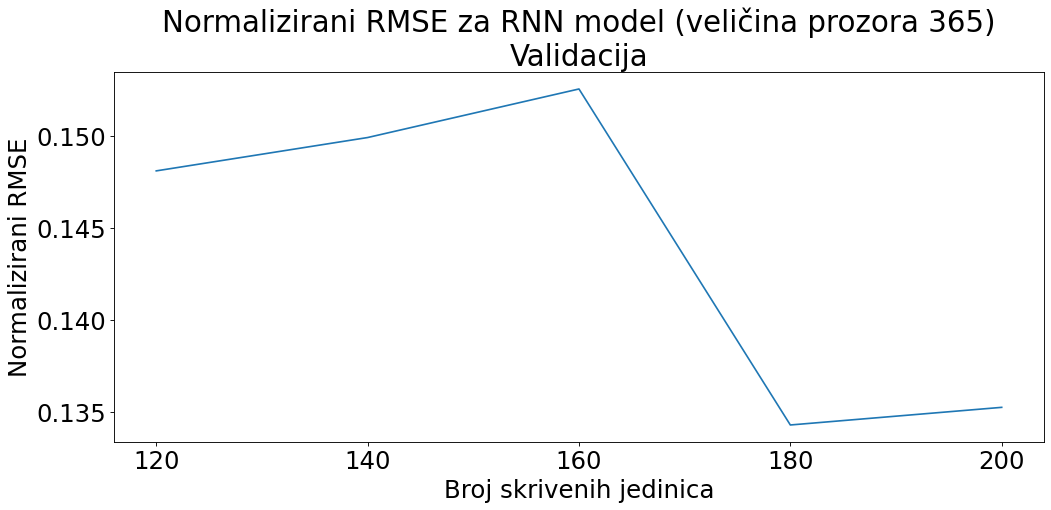 Normalizirani RMSE za RNN model (veličina prozora 365)
Validacija
Normalizirani RMSE
0.150
0.145
0.140
0.135
120 140 160 180 200
Broj skrivenih jedinica